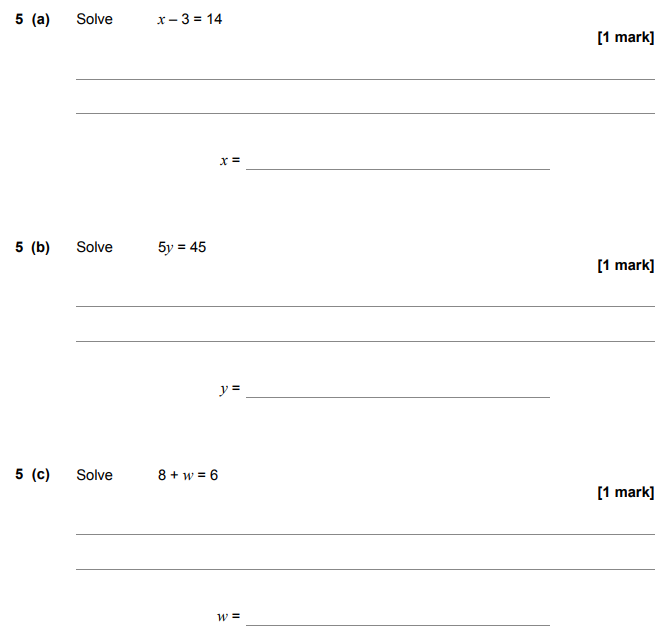 5 (a) Solve x – 3 = 14
[1 mark]
x =
5 (b) Solve 5y = 45
[1 mark]
y =
5 (c) Solve 8 + w = 6
[1 mark]
w =